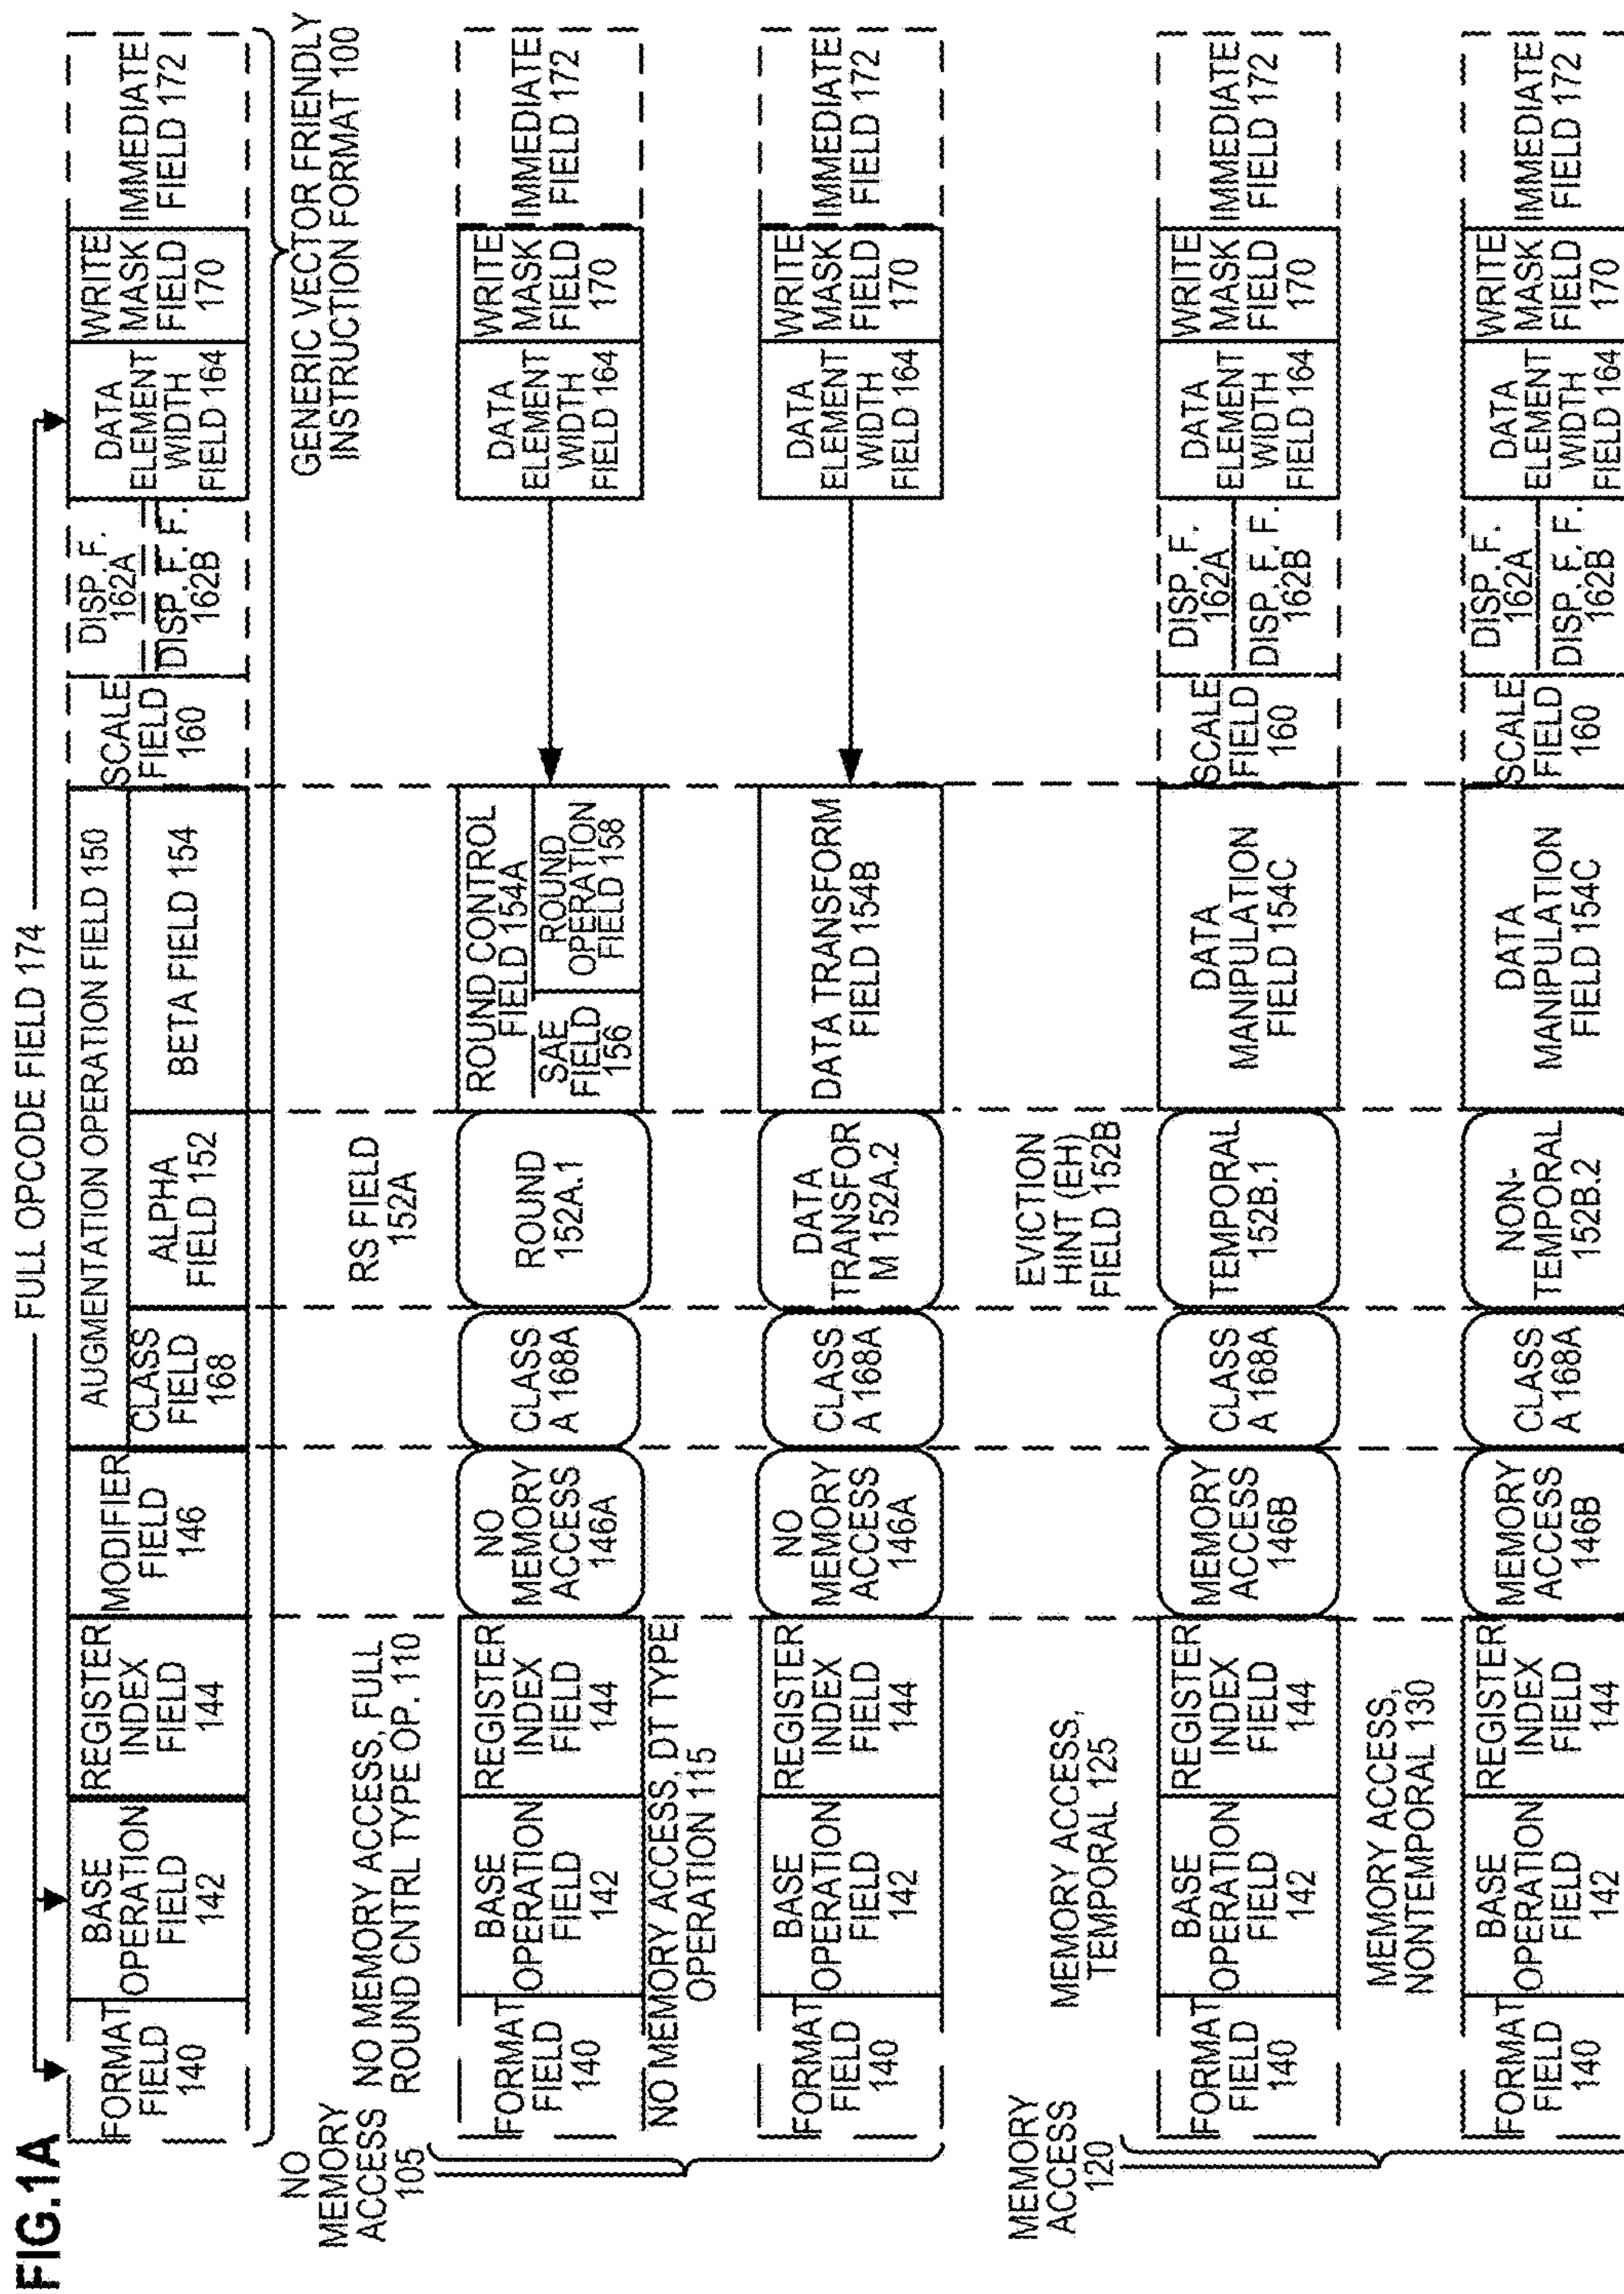 FIG.1A
FULL OPCODE FIELD 174
FORMAT
FIELD
140
BASE
OPERATION
FIELD
142
REGISTER
INDEX
FIELD
144
MODIFIER
FIELD
146
AUGMENTATION OPERATION FIELD 150
CLASS
FIELD
168
ALPHA
FIELD 152
BETA FIELD 154
SCALE
FIELD
160
DISP. F.
162A
DISP. F. F.
162B
DATA
ELEMENT
WIDTH
FIELD 164
WRITE
MASK
FIELD
170
IMMEDIATE
FIELD 172
GENERIC VECTOR FRIENDLY
INSTRUCTION FORMAT 100
NO
MEMORY
ACCESS
105
NO MEMORY ACCESS, FULL
ROUND CNTRL TYPE OP. 110
RS FIELD
152A
FORMAT
FIELD
140
BASE
OPERATION
FIELD
142
REGISTER
INDEX
FIELD
144
NO
MEMORY
ACCESS
146A
CLASS
A 168A
ROUND
152A.1
ROUND CONTROL
FIELD 154A
SAE
FIELD
156
ROUND
OPERATION
FIELD 158
DATA
ELEMENT
WIDTH
FIELD 164
WRITE
MASK
FIELD
170
IMMEDIATE
FIELD 172
NO MEMORY ACCESS, DT TYPE
OPERATION 115
FORMAT
FIELD
140
BASE
OPERATION
FIELD
142
REGISTER
INDEX
FIELD
144
NO
MEMORY
ACCESS
146A
CLASS
A 168A
DATA
TRANSFOR
M 152A.2
DATA TRANSFORM
FIELD 154B
DATA
ELEMENT
WIDTH
FIELD 164
WRITE
MASK
FIELD
170
IMMEDIATE
FIELD 172
MEMORY
ACCESS
120
MEMORY ACCESS,
TEMPORAL 125
EVICTION
HINT (EH)
FIELD 152B
FORMAT
FIELD
140
BASE
OPERATION
FIELD
142
REGISTER
INDEX
FIELD
144
MEMORY
ACCESS
146B
CLASS
A 168A
TEMPORAL
152B.1
DATA
MANIPULATION
FIELD 154C
SCALE
FIELD
160
DISP. F.
162A
DISP. F. F.
162B
DATA
ELEMENT
WIDTH
FIELD 164
WRITE
MASK
FIELD
170
IMMEDIATE
FIELD 172
MEMORY ACCESS,
NONTEMPORAL 130
FORMAT
FIELD
140
BASE
OPERATION
FIELD
142
REGISTER
INDEX
FIELD
144
MEMORY
ACCESS
146B
CLASS
A 168A
NON-
TEMPORAL
152B.2
DATA
MANIPULATION
FIELD 154C
SCALE
FIELD
160
DISP. F.
162A
DISP. F. F.
162B
DATA
ELEMENT
WIDTH
FIELD 164
WRITE
MASK
FIELD
170
IMMEDIATE
FIELD 172